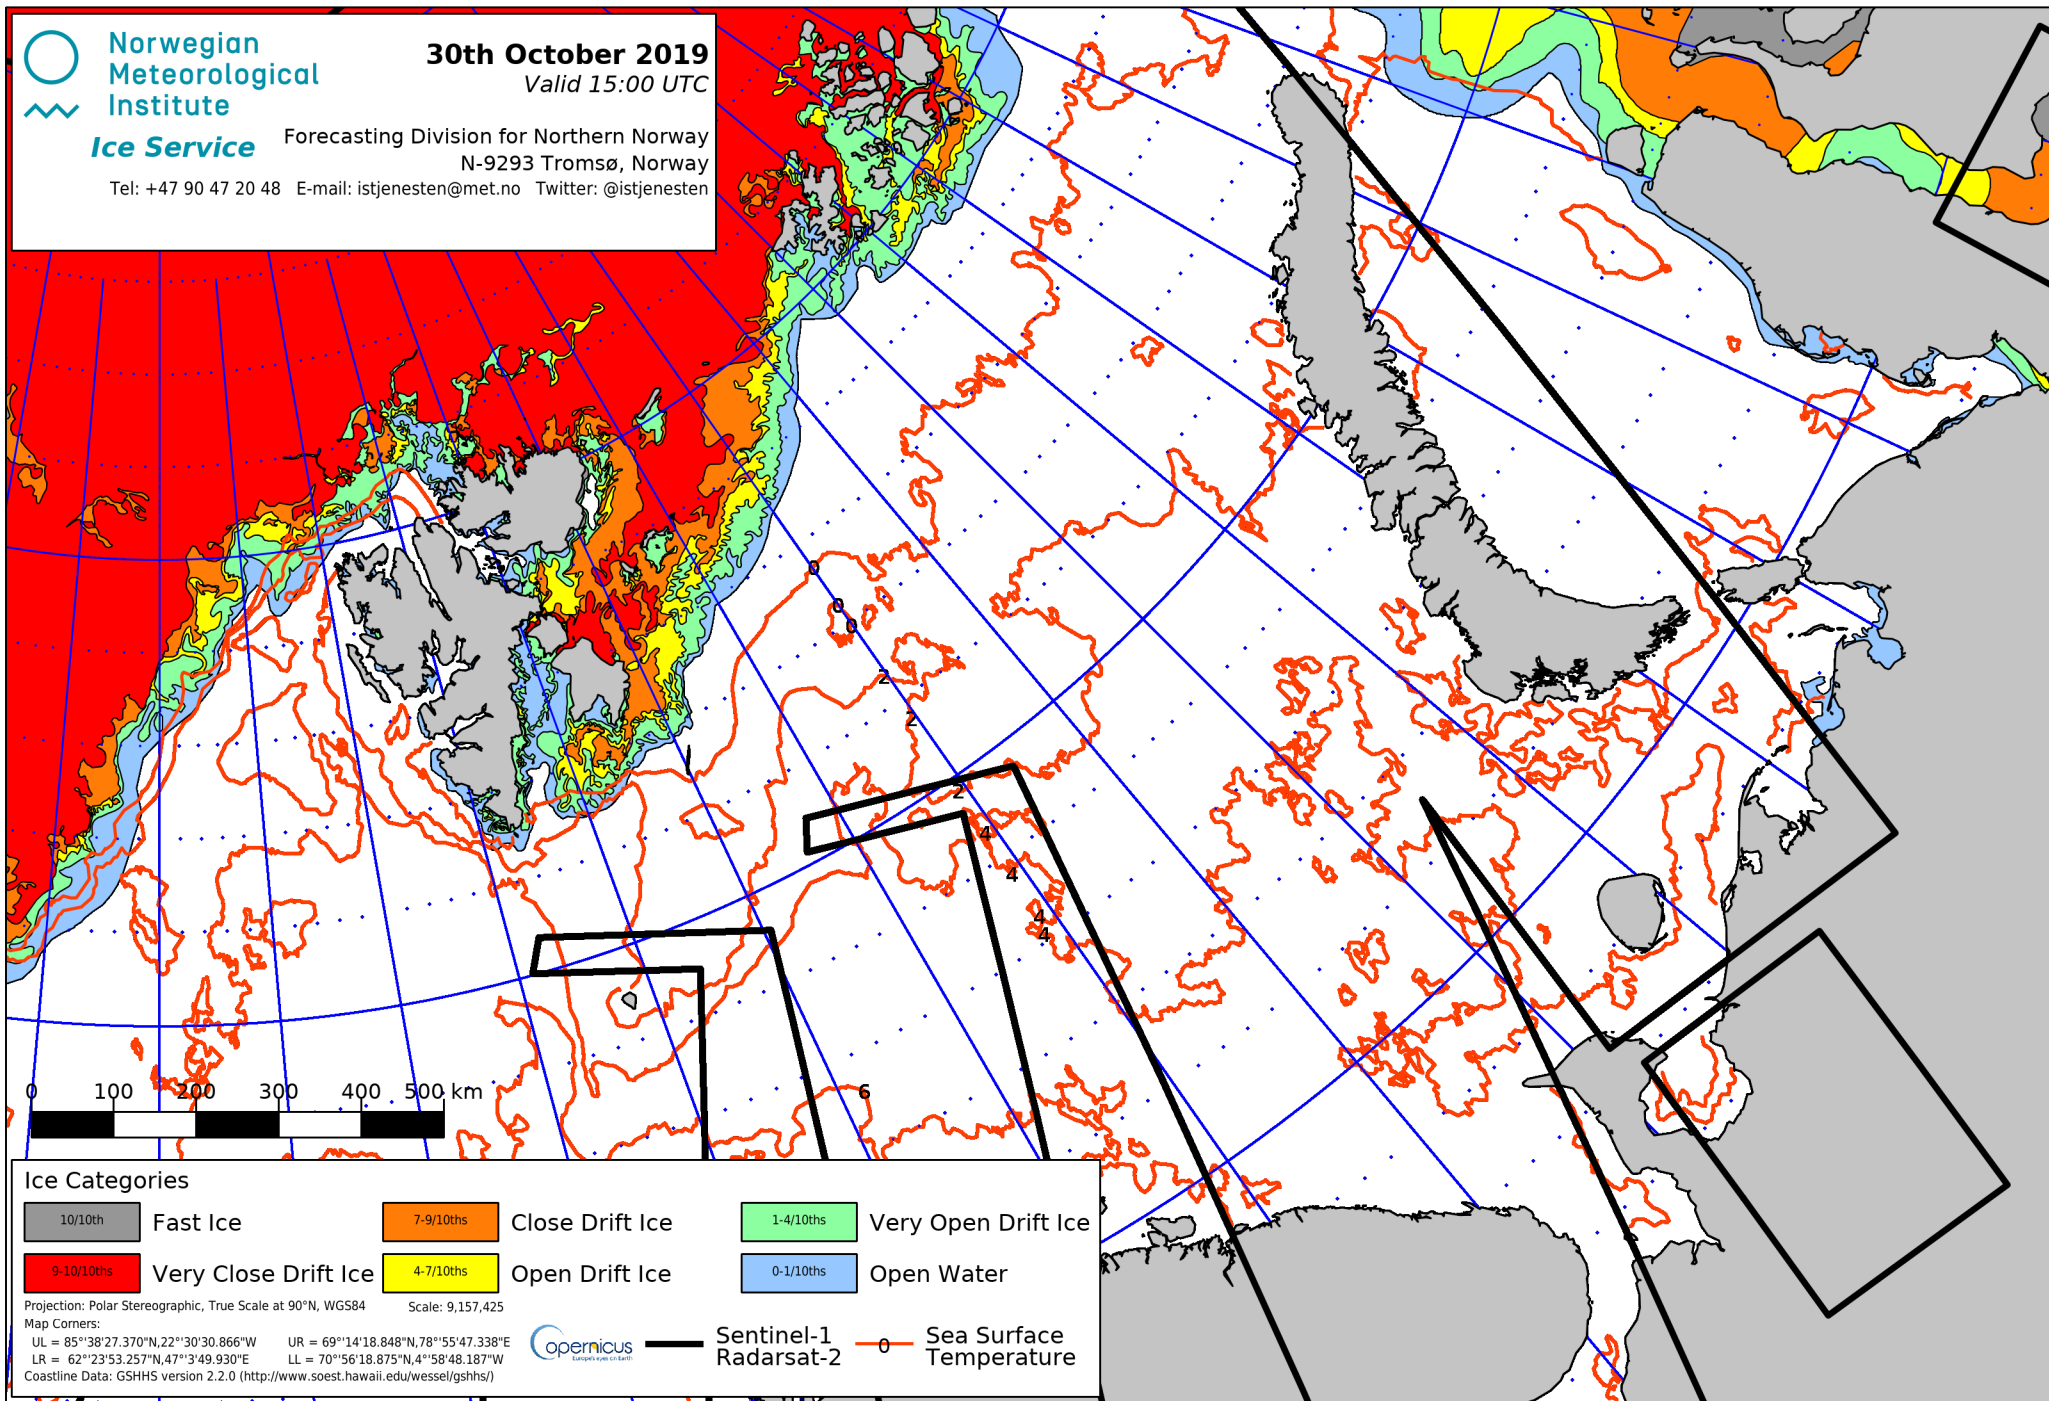 Norwegian
Meteorological
Institute
Ice Service
30th October 2019
Valid 15:00 UTC
Forecasting Division for Northern Norway
N-9293 Tromsø, Norway
Tel: +47 90 47 20 48 E-mail: istjenesten@met.no Twitter: @istjenesten
0
0
0
2
2
2
4
4
4
4
6
0 100 200 300 400 500 km
Ice Categories
10/10th Fast Ice
7-9/10ths Close Drift Ice
1-4/10ths Very Open Drift Ice
9-10/10ths Very Close Drift Ice
4-7/10ths Open Drift Ice
0-1/10ths Open Water
Projection: Polar Stereographic, True Scale at 90°N, WGS84 Scale: 9,157,425
Map Corners:
UL = 85°'38'27.370"N,22°'30'30.866"W UR = 69°'14'18.848"N,78°'55'47.338"E
LR = 62°'23'53.257"N,47°'3'49.930"E LL = 70°'56'18.875"N,4°'58'48.187"W
Coastline Data: GSHHS version 2.2.0 (http://www.soest.hawaii.edu/wessel/gshhs/)
opernicus
Europe's eyes on Earth
Sentinel-1
Radarsat-2
0
Sea Surface
Temperature